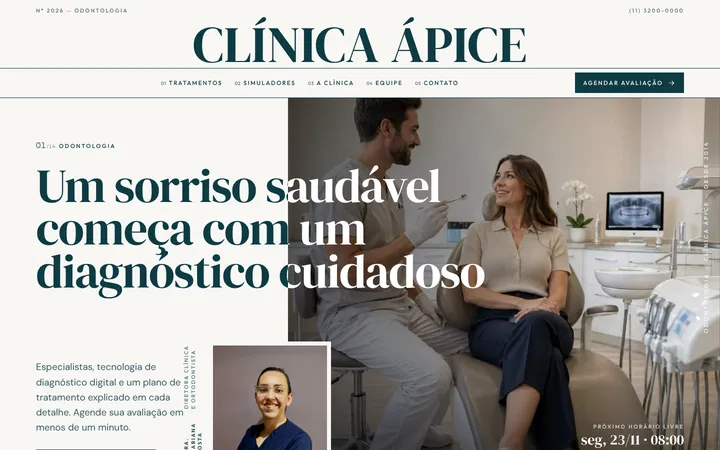 Nº 2026 — ODONTOLOGIA
(11) 3200-0000
CLÍNICA ÁPICE
01 TRATAMENTOS 02 SIMULADORES 03 A CLÍNICA 04 EQUIPE 05 CONTATO
AGENDAR AVALIAÇÃO →
01/14 ODONTOLOGIA
Um sorriso saudável
começa com um
diagnóstico cuidadoso
ODONTOLOGIA — CLÍNICA ÁPICE — DESDE 2014
Especialistas, tecnologia de
diagnóstico digital e um plano de
tratamento explicado em cada
detalhe. Agende sua avaliação em
menos de um minuto.
DIRETORA CLÍNICA
E ORTODONTISTA
PRÓXIMO HORÁRIO LIVRE
seg, 23/11 · 08:00